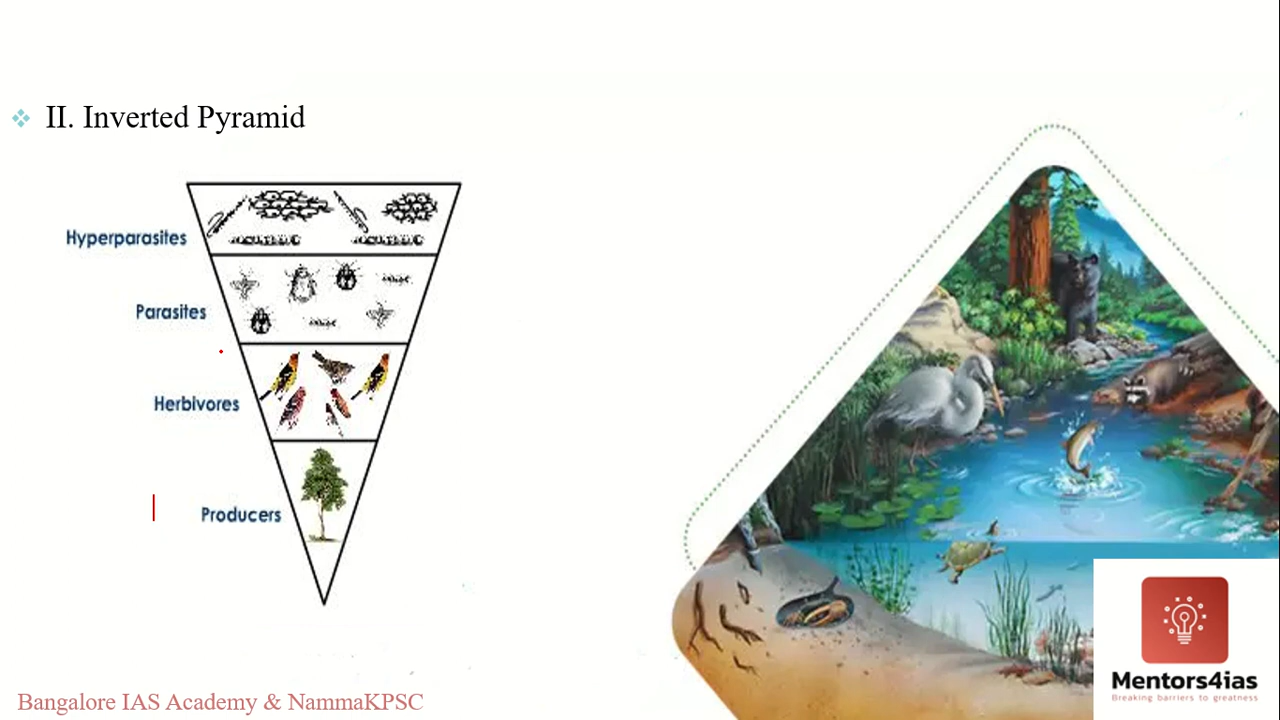 II. Inverted Pyramid
Hyperparasites
Parasites
Herbivores
Producers
Mentors4ias
Breaking barriers to greatness
Bangalore IAS Academy & NammaKPSC